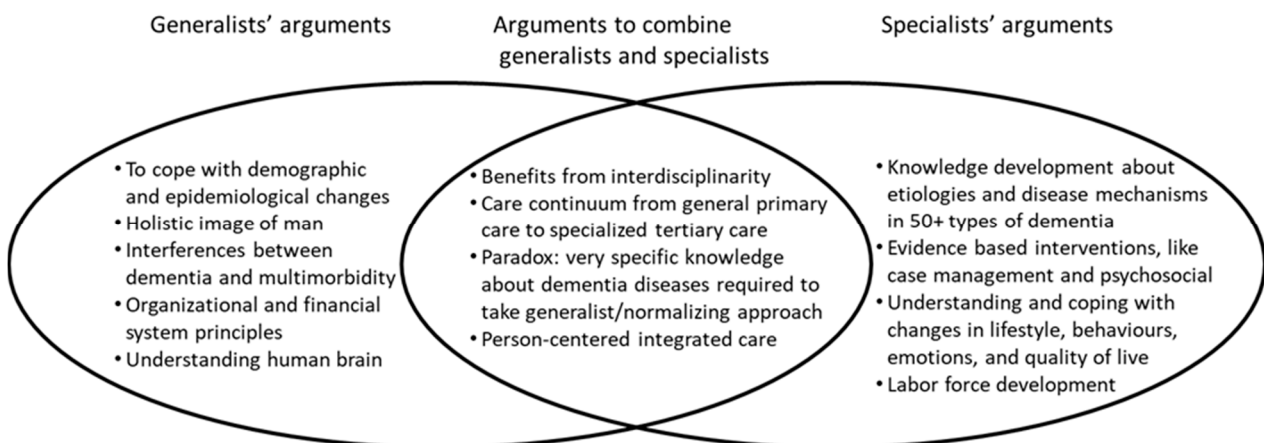 Generalists' arguments
Arguments to combine
generalists and specialists
Specialists' arguments
• To cope with demographic
and epidemiological changes
• Holistic image of man
• Interferences between
dementia and multimorbidity
• Organizational and financial
system principles
• Understanding human brain
• Benefits from interdisciplinarity
• Care continuum from general primary
care to specialized tertiary care
• Paradox: very specific knowledge
about dementia diseases required to
take generalist/normalizing approach
• Person-centered integrated care
• Knowledge development about
etiologies and disease mechanisms
in 50+ types of dementia
• Evidence based interventions, like
case management and psychosocial
• Understanding and coping with
changes in lifestyle, behaviours,
emotions, and quality of live
• Labor force development